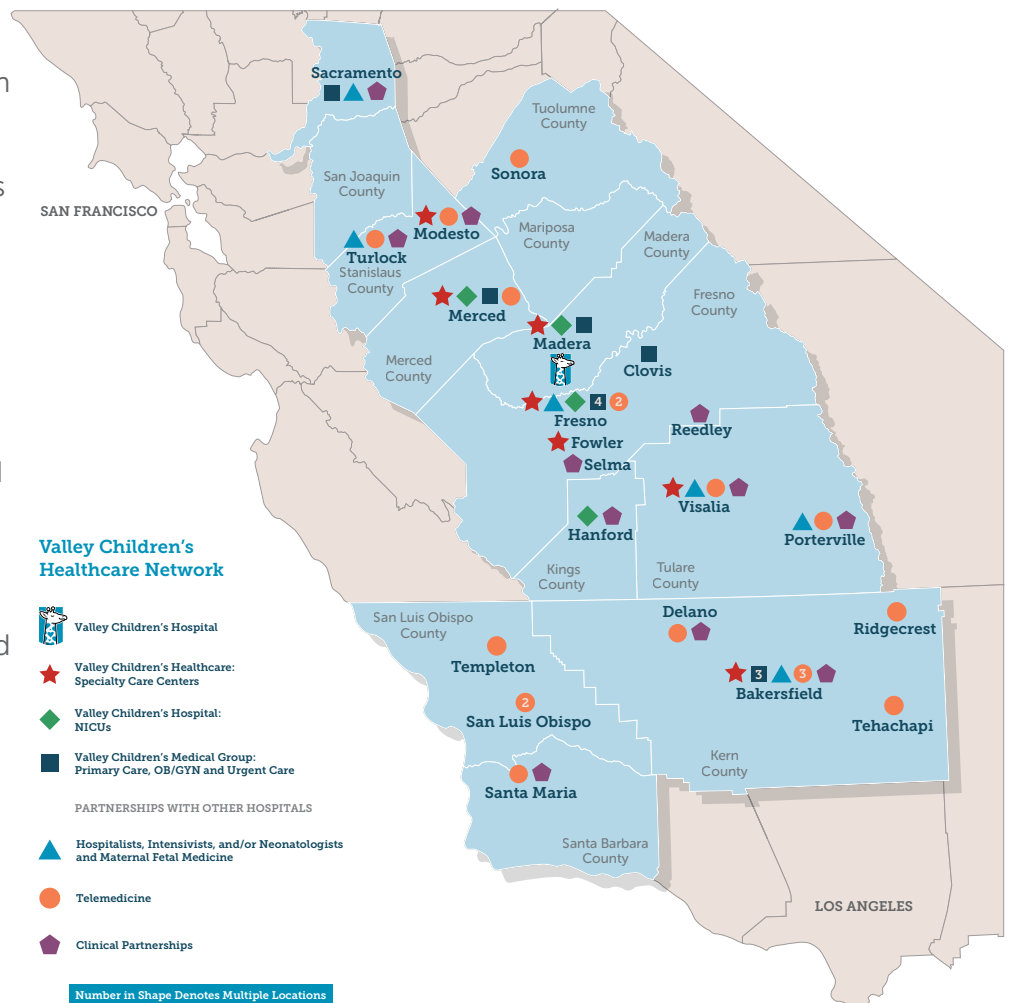 n
s
d
d
Sacramento
Tuolumne
County
Sonora
San Joaquin
County
SAN FRANCISCO
Modesto
Mariposa
County
Madera
County
Turlock
Stanislaus
County
Fresno
County
Merced
Madera
Clovis
Merced
County
4
2
Fresno
Reedley
Fowler
Selma
Visalia
Hanford
Porterville
Kings
County
Tulare
County
Valley Children's
Healthcare Network
Valley Children's Hospital
Valley Children's Healthcare:
Specialty Care Centers
Valley Children's Hospital:
NICUs
Valley Children's Medical Group:
Primary Care, OB/GYN and Urgent Care
PARTNERSHIPS WITH OTHER HOSPITALS
Hospitalists, Intensivists, and/or Neonatologists
and Maternal Fetal Medicine
Telemedicine
Clinical Partnerships
Number in Shape Denotes Multiple Locations
San Luis Obispo
County
Delano
Ridgecrest
Templeton
3
3
Bakersfield
2
San Luis Obispo
Tehachapi
Kern
County
Santa Maria
Santa Barbara
County
LOS ANGELES